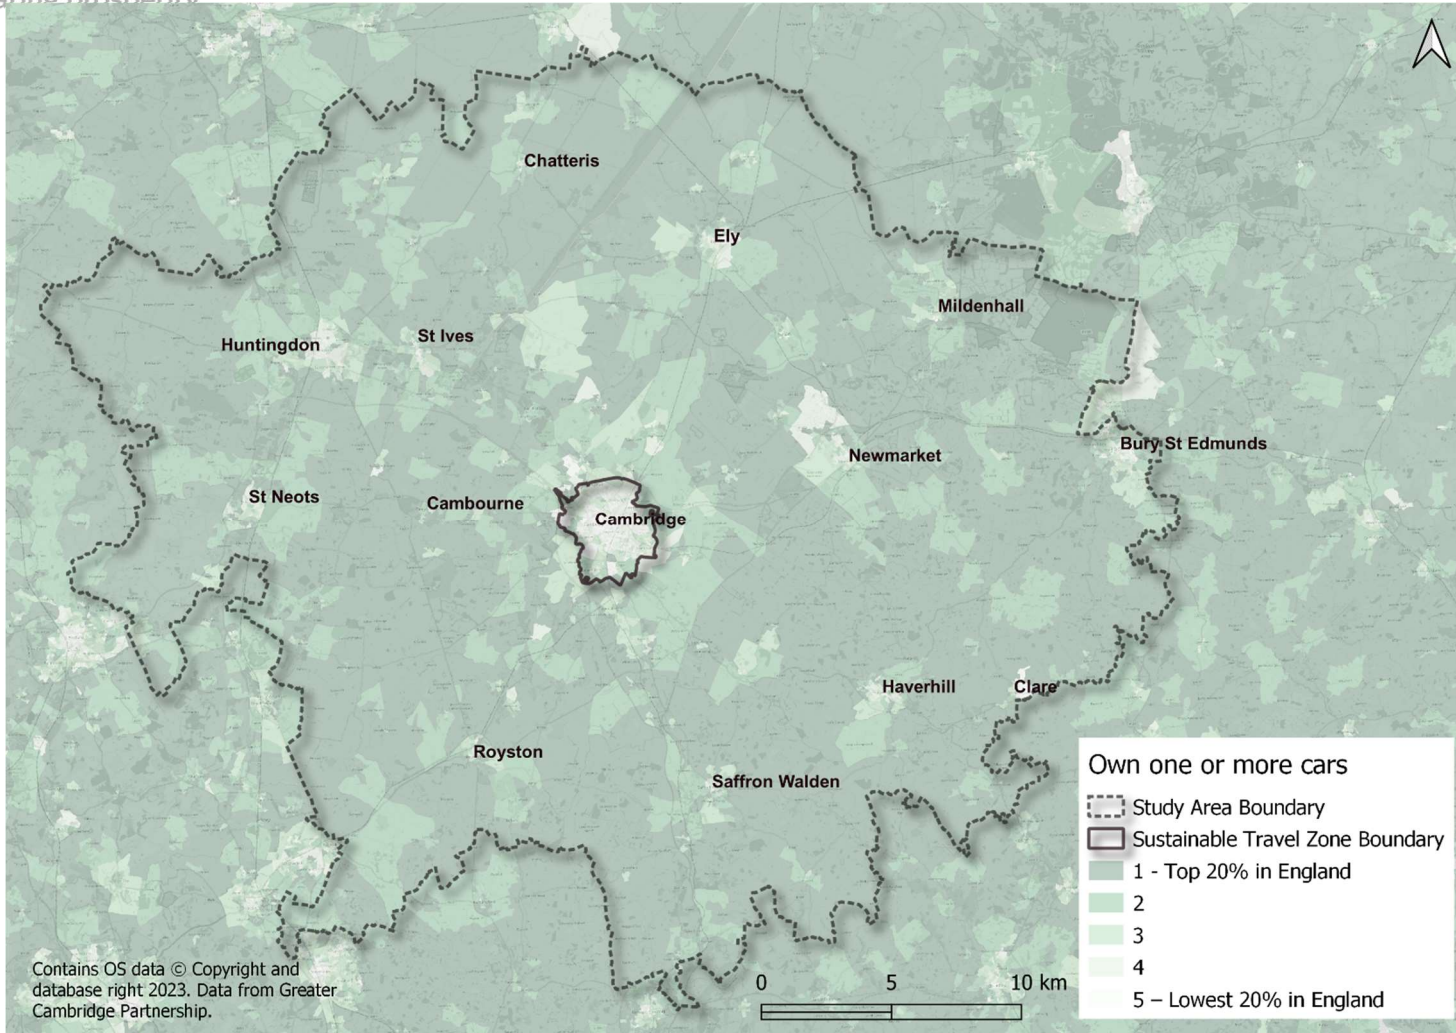 Chatteris
Ely
Mildenhall
Huntingdon
St Ives
Bury St Edmunds
Newmarket
St Neots
Cambourne
Cambridge
Haverhill
Clare
Royston
Saffron Walden
Own one or more cars
Study Area Boundary
Sustainable Travel Zone Boundary
1 - Top 20% in England
2
3
4
5 – Lowest 20% in England
0 5 10 km
Contains OS data © Copyright and
database right 2023. Data from Greater
Cambridge Partnership.